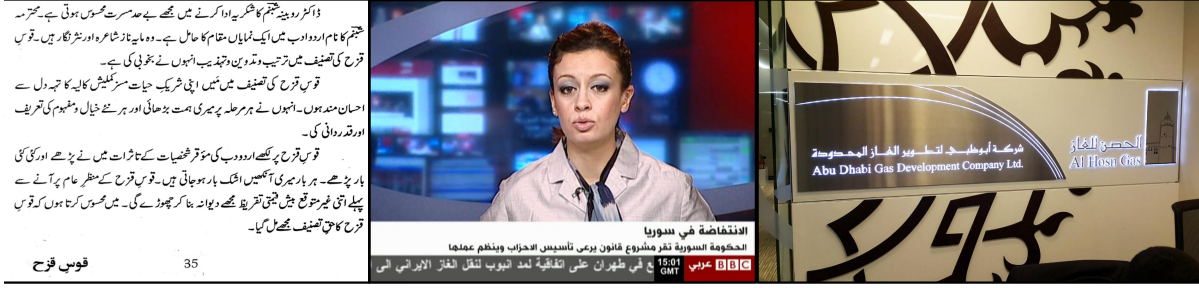 ڈاکٹر روبینہ شبنم کا شکریہ ادا کرنے میں مجھے بے حد مسرت محسوس ہوتی ہے۔ محترمہ
شبنم کا نام اردو ادب میں ایک نمایاں مقام کا حامل ہے۔ وہ مایہ ناز شاعرہ اور نثر نگار ہیں۔ قوسِ
قزح کی تصنیف میں ترتیب و تدوین و تہذیب انہوں نے بخوبی کی ہے۔
قوس قزح کی تصنیف میں مَیں اپنی شریکِ حیات مسز کملیش کالیہ کا تہہ دل سے
احسان مند ہوں۔ انہوں نے ہر مرحلہ پر میری ہمت بڑھائی اور ہر نئے خیال و مفہوم کی تعریف
اور قدردانی کی۔
قوس قزح پر لکھے اردو دب کی مؤقر شخصیات کے تاثرات میں نے پڑھے اور کئی کئی
بار پڑھے۔ ہر بار میری آنکھیں اشک بار ہو جاتی ہیں۔ قوس قزح کے منظرِ عام پر آنے سے
پہلے اتنی غیر متوقع بیش قیمتی تقریظ مجھے دیوانہ بنا کر چھوڑے گی۔ میں محسوس کرتا ہوں کہ قوسِ
قزح کا حقِ تصنیف مجھے مل گیا۔
35
قوسِ قزح
الانتفاضة في سوريا
الحكومة السورية تقر مشروع قانون يرعى تأسيس الاحزاب وينظم عملها
BBC عربي
15:01 GMT
ع في طهران على اتفاقية لمد انبوب لنقل الغاز الايراني الى
شركة أبوظبي لتطوير الغاز المحدودة
Abu Dhabi Gas Development Company Ltd.
الحصن للغاز
Al Hosn Gas